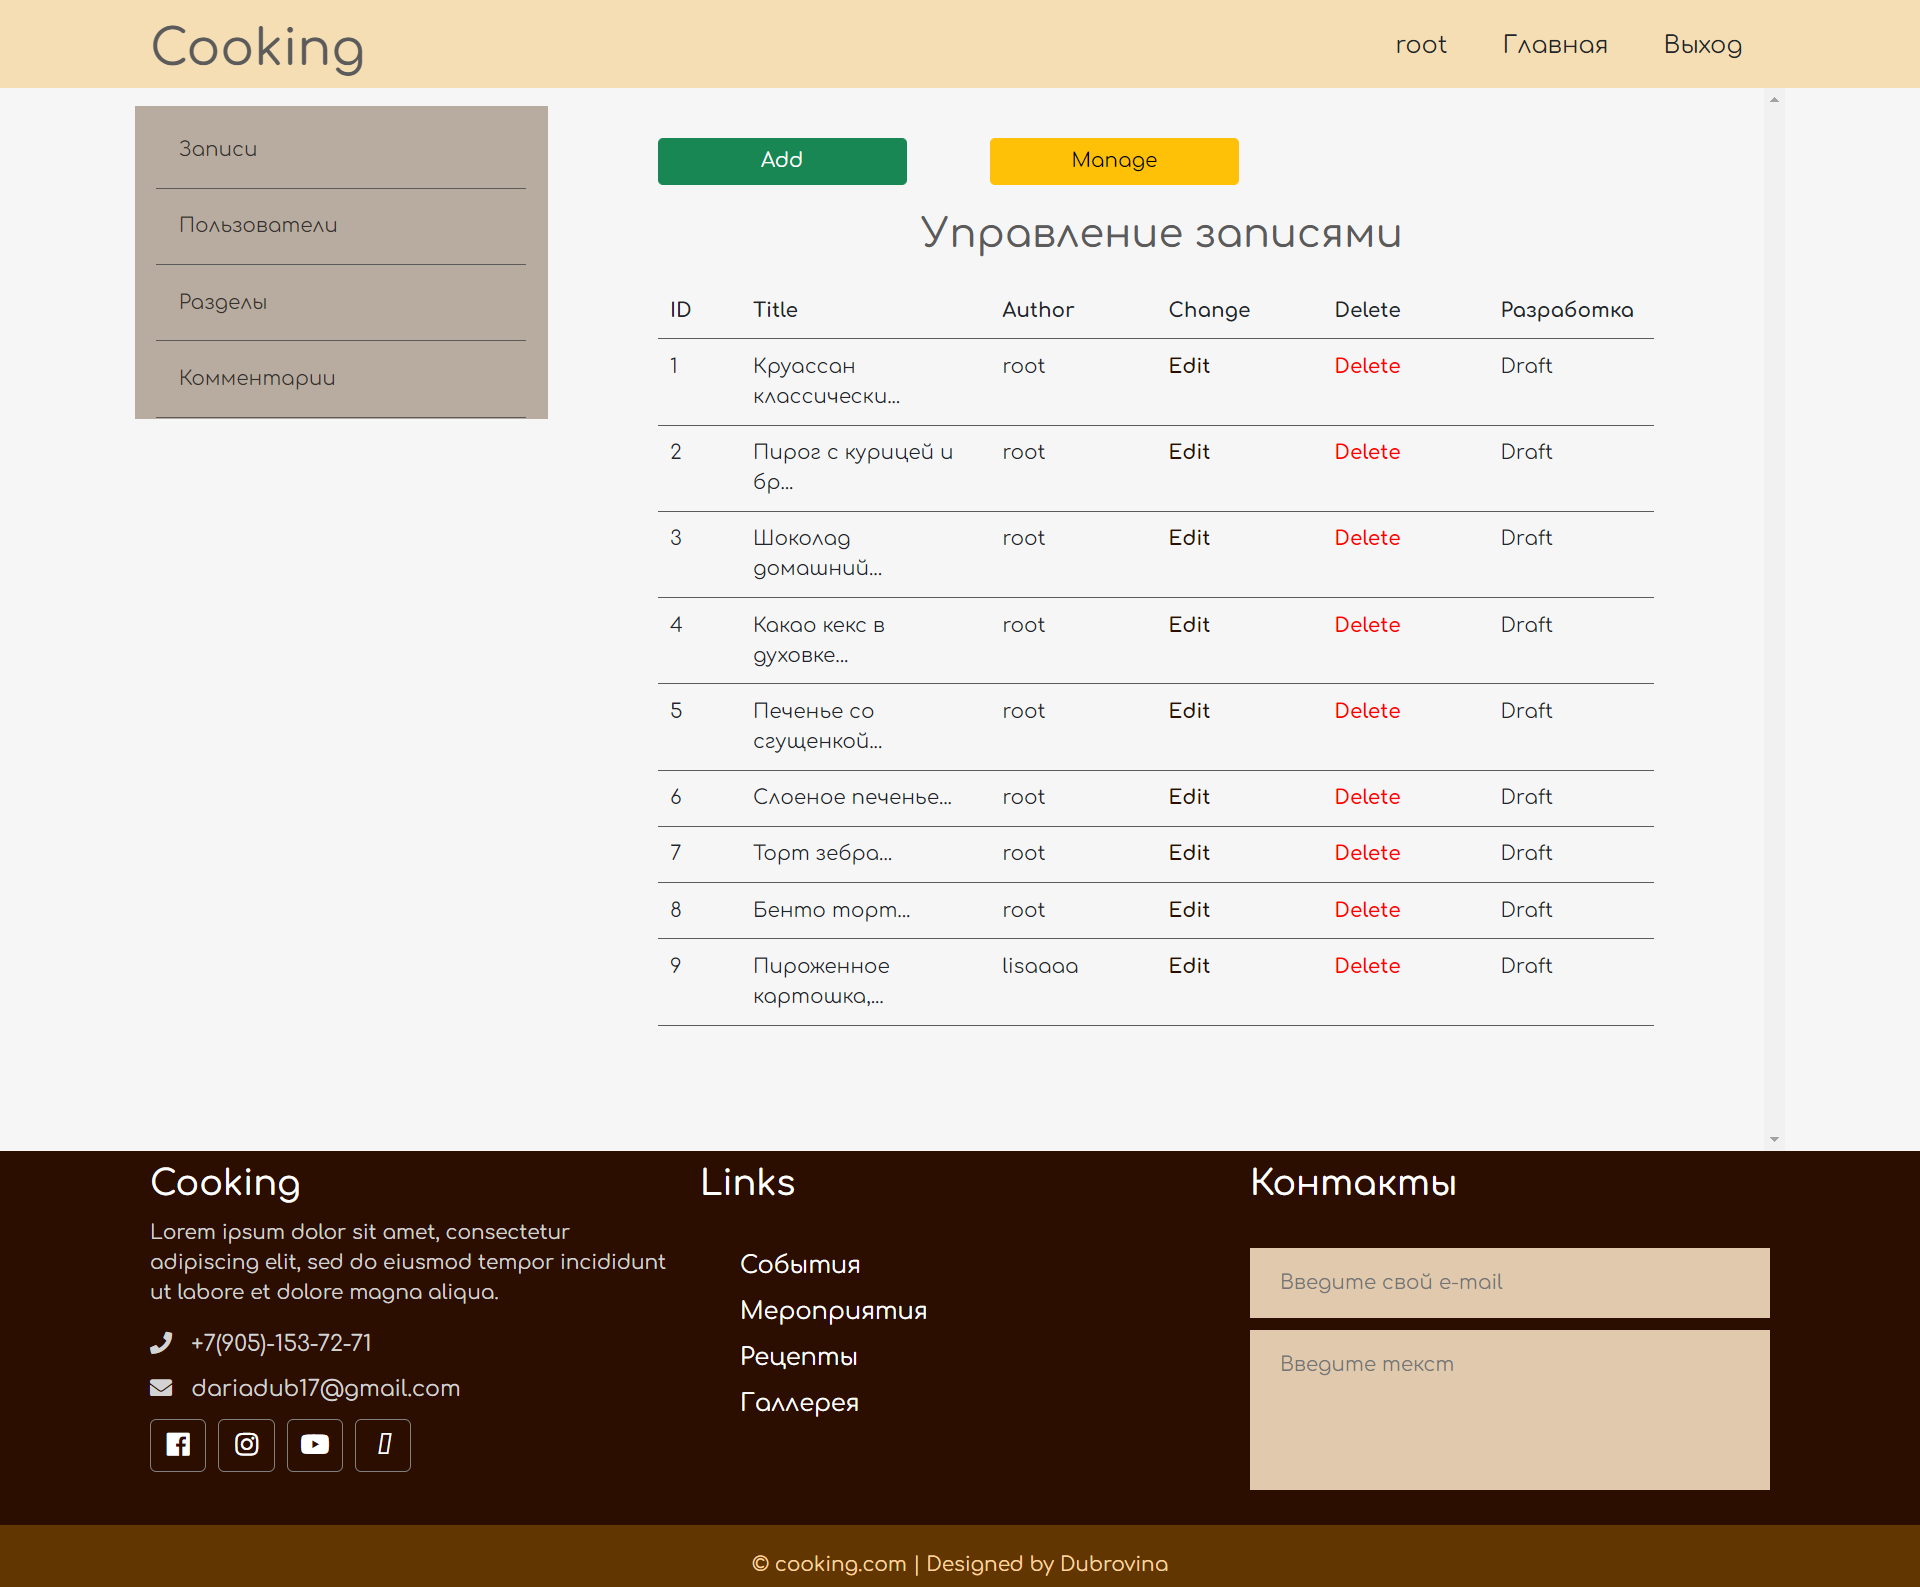 Cooking
root Главная Выход
Записи
Пользователи
Разделы
Комментарии
Add Manage
Управление записями
ID Title Author Change Delete Разработка
1 Круассан root Edit Delete Draft
классически...
2 Пирог с курицей и root Edit Delete Draft
бр...
3 Шоколад root Edit Delete Draft
домашний...
4 Какао кекс в root Edit Delete Draft
духовке...
5 Печенье со root Edit Delete Draft
сгущенкой...
6 Слоеное печенье... root Edit Delete Draft
7 Торт зебра... root Edit Delete Draft
8 Бенто торт... root Edit Delete Draft
9 Пироженное lisaaaa Edit Delete Draft
картошка,...
Cooking
Lorem ipsum dolor sit amet, consectetur
adipiscing elit, sed do eiusmod tempor incididunt
ut labore et dolore magna aliqua.
+7(905)-153-72-71
dariadub17@gmail.com
Links
События
Мероприятия
Рецепты
Галлерея
Контакты
Введите свой e-mail
Введите текст
© cooking.com | Designed by Dubrovina